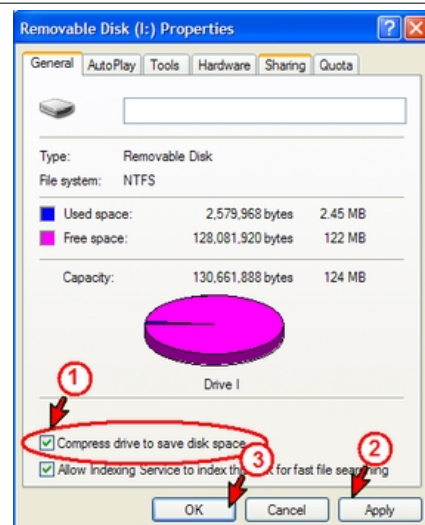 Removable Disk (I:) Properties
General AutoPlay Tools Hardware Sharing Quota
Type: Removable Disk
File system: NTFS
Used space: 2,579,968 bytes 2.45 MB
Free space: 128,081,920 bytes 122 MB
Capacity: 130,661,888 bytes 124 MB
Drive I
1
Compress drive to save disk space
3
2
Allow Indexing Service to index for fast file searching
OK Cancel Apply